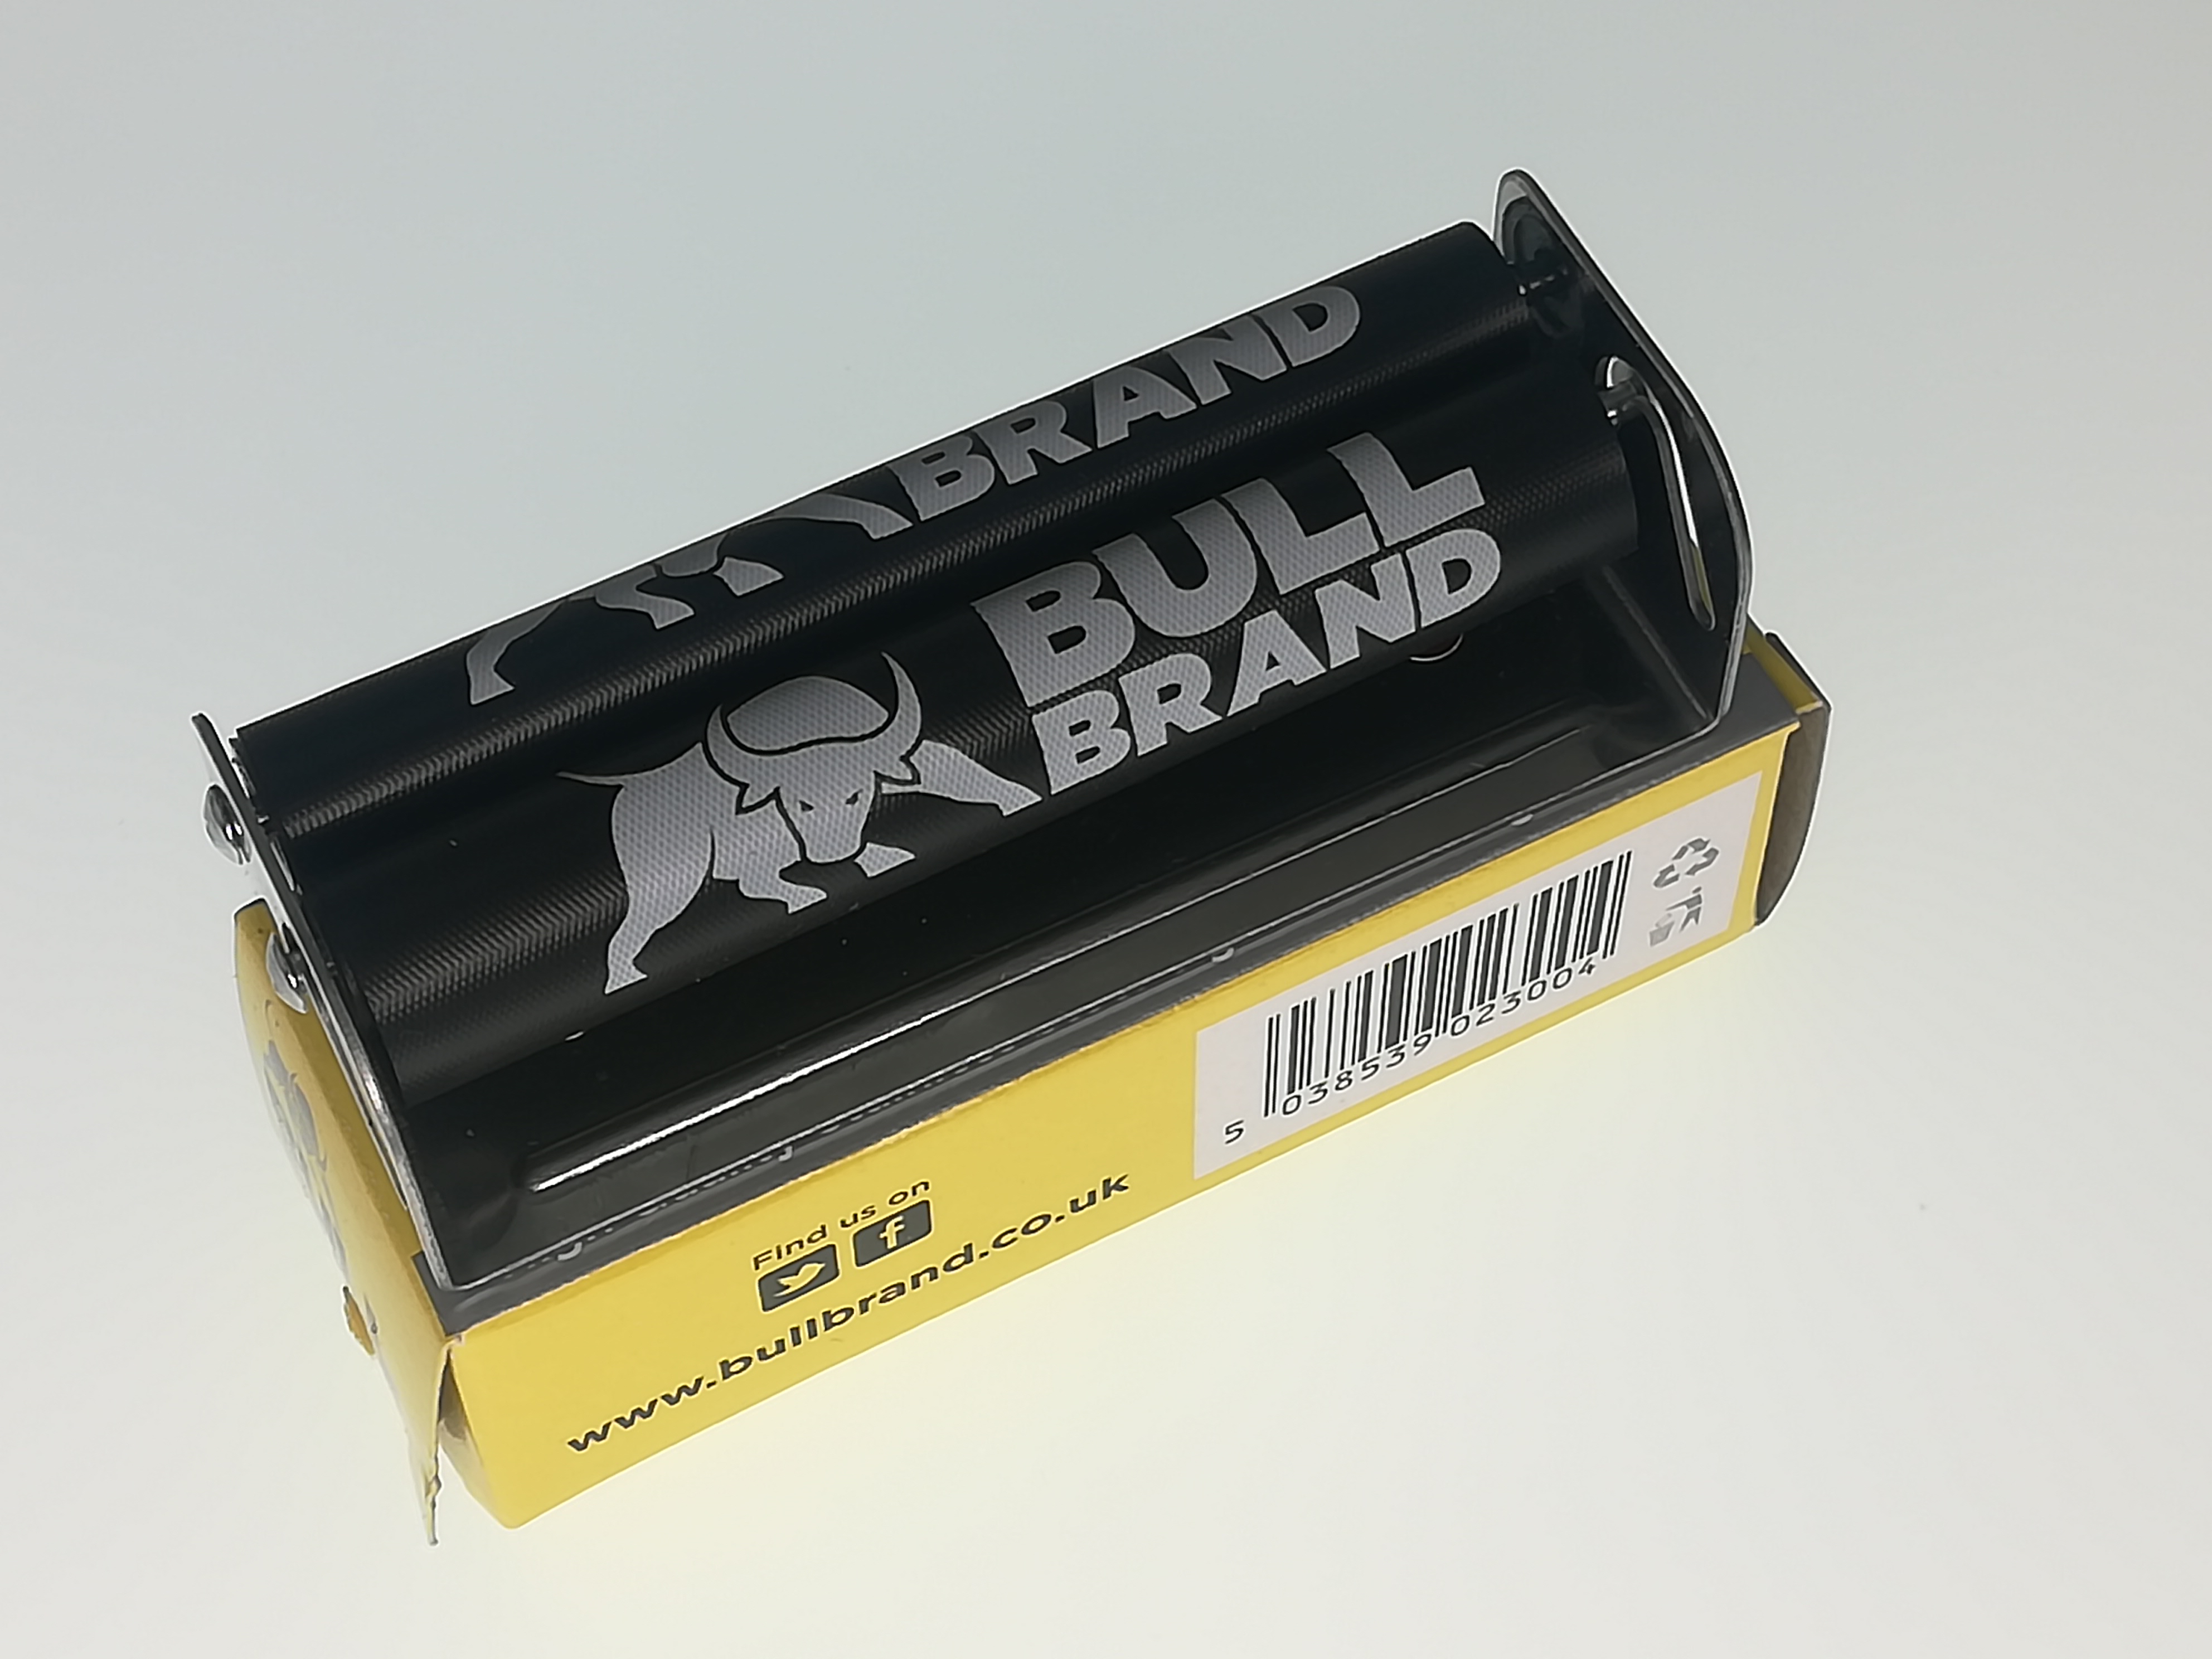 BRAND
BULL
BRAND
5 038539 023004
Find us on
www.bullbrand.co.uk